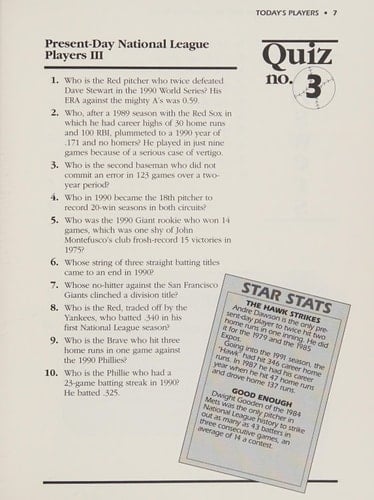 TODAY'S PLAYERS • 7
Present-Day National League
Players III
Quiz
no. 3
1. Who is the Red pitcher who twice defeated
Dave Stewart in the 1990 World Series? His
ERA against the mighty A's was 0.59.
2. Who, after a 1989 season with the Red Sox in
which he had career highs of 30 home runs
and 100 RBI, plummeted to a 1990 year of
.171 and no homers? He played in just nine
games because of a serious case of vertigo.
3. Who is the second baseman who did not
commit an error in 123 games over a two-
year period?
4. Who in 1990 became the 18th pitcher to
record 20-win seasons in both circuits?
5. Who was the 1990 Giant rookie who won 14
games, which was one shy of John
Montefusco's club frosh-record 15 victories in
1975?
6. Whose string of three straight batting titles
came to an end in 1990?
7. Whose no-hitter against the San Francisco
Giants clinched a division title?
8. Who is the Red, traded off by the
Yankees, who batted .340 in his
first National League season?
9. Who is the Brave who hit three
home runs in one game against
the 1990 Phillies?
10. Who is the Phillie who had a
23-game batting streak in 1990?
He batted .325.
STAR STATS
THE HAWK STRIKES
Andre Dawson is the only pre-
sent-day player to twice hit two
home runs in one inning. He did
it for the 1979 and the 1985
Expos.
Going into the 1991 season, the
"Hawk" had hit 346 career home
runs. In 1987 he had his career
year when he hit 47 home runs
and drove home 137 runs.
GOOD ENOUGH
Dwight Gooden of the 1984
Mets was the only pitcher in
National League history to strike
out as many as 43 batters in
three consecutive games, an
average of 14 a contest.